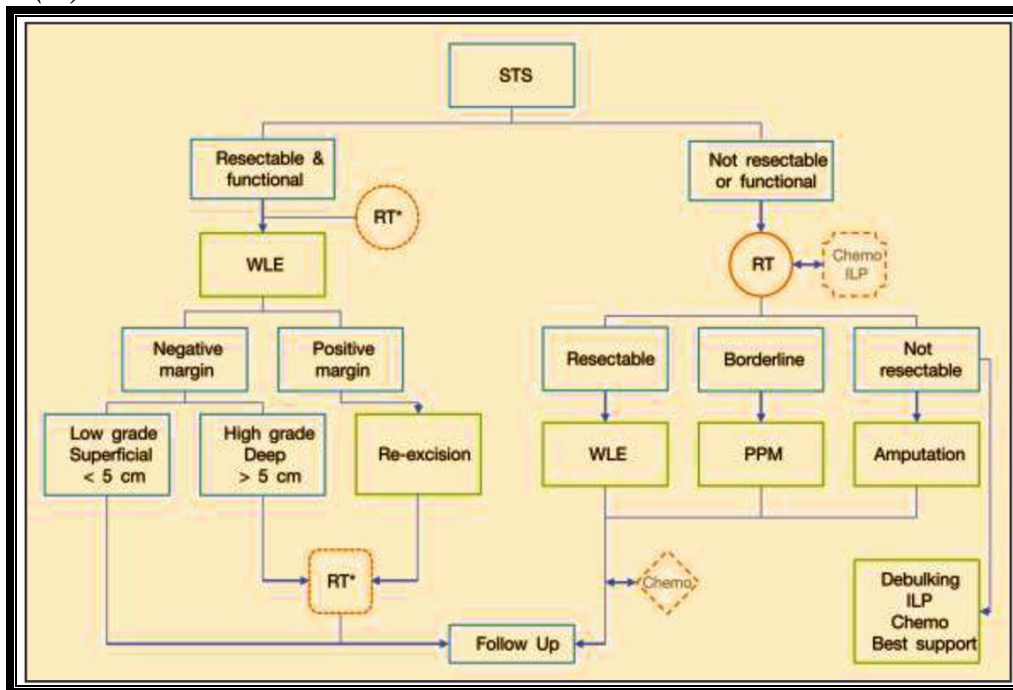 STS
Resectable &
functional
Not resectable
or functional
RT*
WLE
RT
Chemo
ILP
Negative
margin
Positive
margin
Resectable
Borderline
Not
resectable
Low grade
Superficial
< 5 cm
High grade
Deep
> 5 cm
Re-excision
WLE
PPM
Amputation
RT*
Chemo
Debulking
ILP
Chemo
Best support
Follow Up